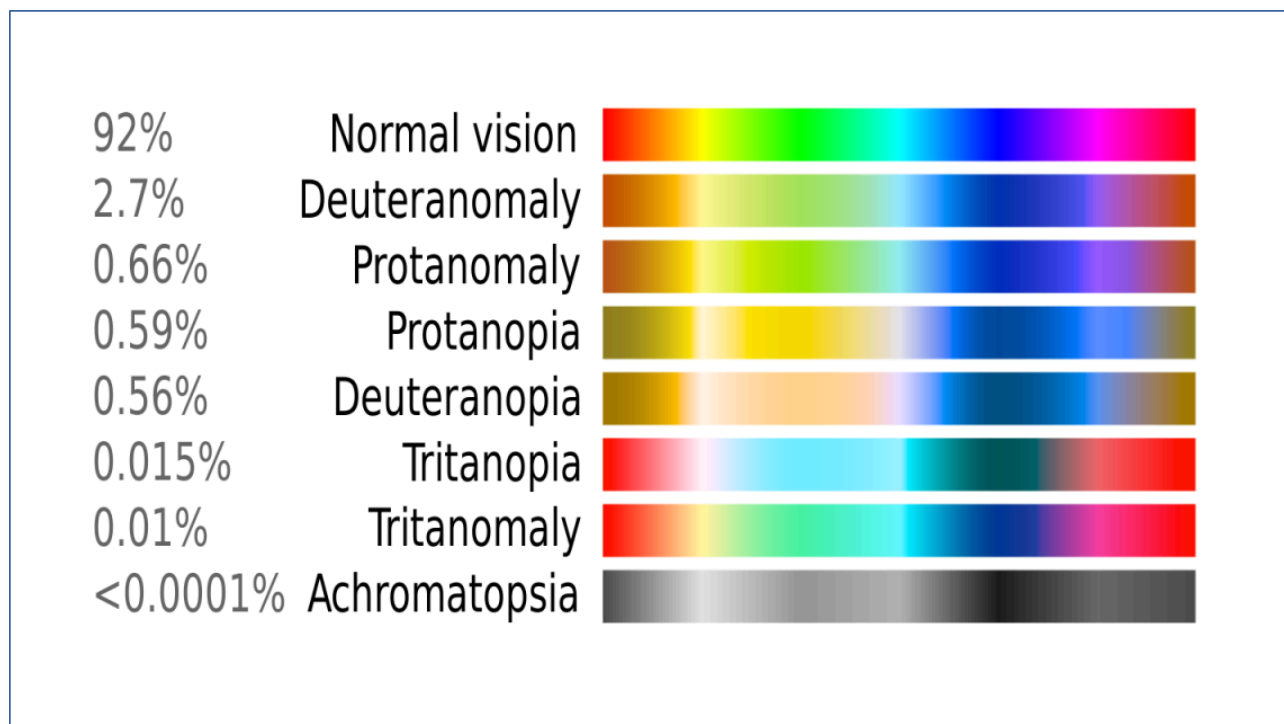 92% Normal vision
2.7% Deuteranomaly
0.66% Protanomaly
0.59% Protanopia
0.56% Deuteranopia
0.015% Tritanopia
0.01% Tritanomaly
<0.0001% Achromatopsia